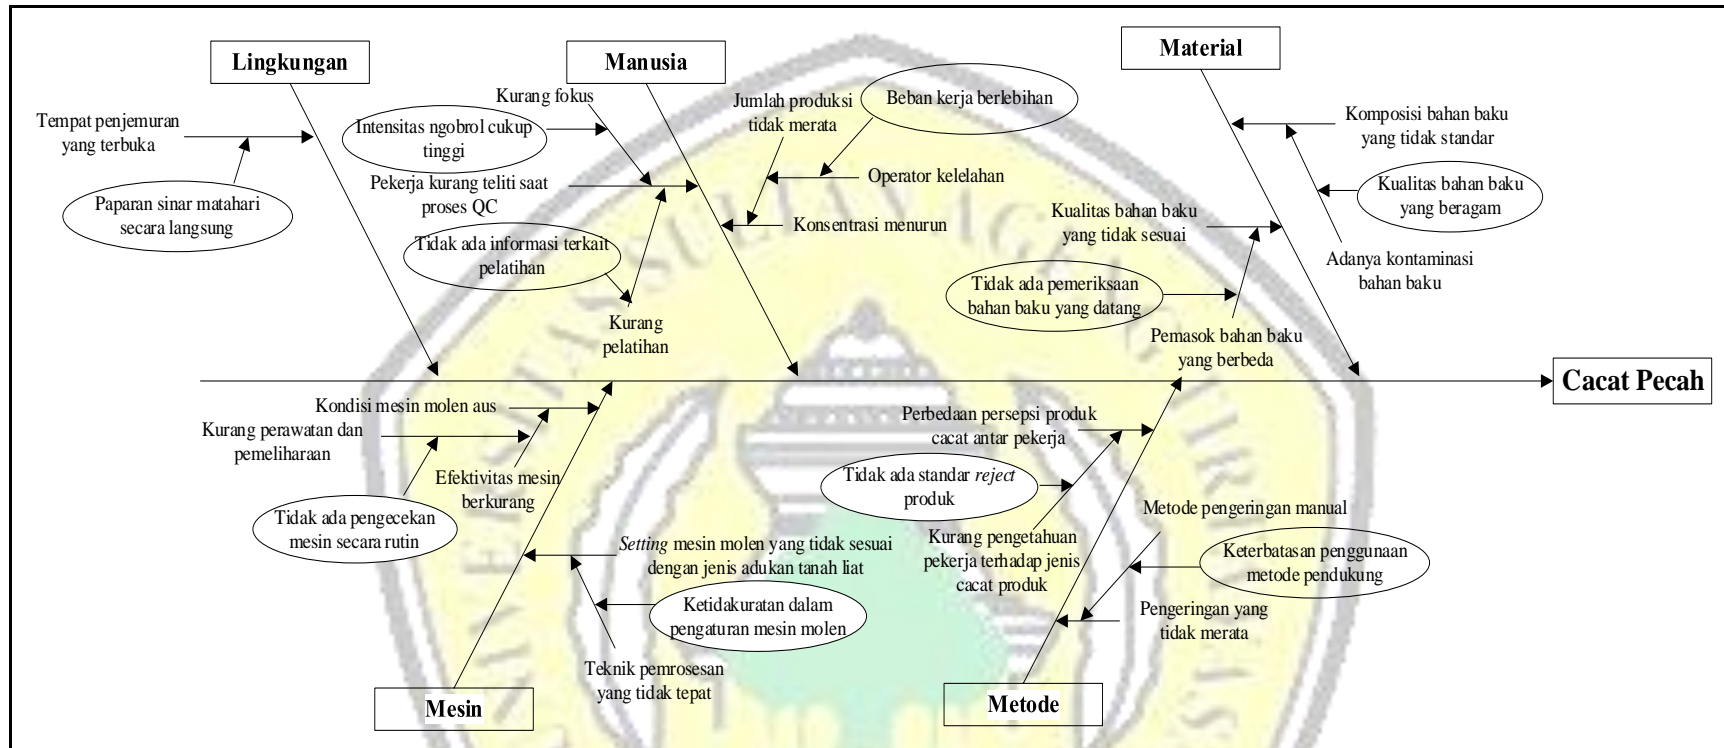 Lingkungan
Manusia
Material
Tempat penjemuran
yang terbuka
Paparan sinar matahari
secara langsung
Kurang fokus
Intensitas ngobrol cukup
tinggi
Pekerja kurang teliti saat
proses QC
Tidak ada informasi terkait
pelatihan
Kurang
pelatihan
Jumlah produksi
tidak merata
Beban kerja berlebihan
Operator kelelahan
Konsentrasi menurun
Komposisi bahan baku
yang tidak standar
Kualitas bahan baku
yang beragam
Adanya kontaminasi
bahan baku
Kualitas bahan baku
yang tidak sesuai
Tidak ada pemeriksaan
bahan baku yang datang
Pemasok bahan baku
yang berbeda
Cacat Pecah
Kondisi mesin molen aus
Kurang perawatan dan
pemeliharaan
Efektivitas mesin
berkurang
Tidak ada pengecekan
mesin secara rutin
Setting mesin molen yang tidak sesuai
dengan jenis adukan tanah liat
Ketidakuratan dalam
pengaturan mesin molen
Teknik pemrosesan
yang tidak tepat
Perbedaan persepsi produk
cacat antar pekerja
Tidak ada standar reject
produk
Kurang pengetahuan
pekerja terhadap jenis
cacat produk
Metode pengeringan manual
Keterbatasan penggunaan
metode pendukung
Pengeringan yang
tidak merata
Mesin
Metode